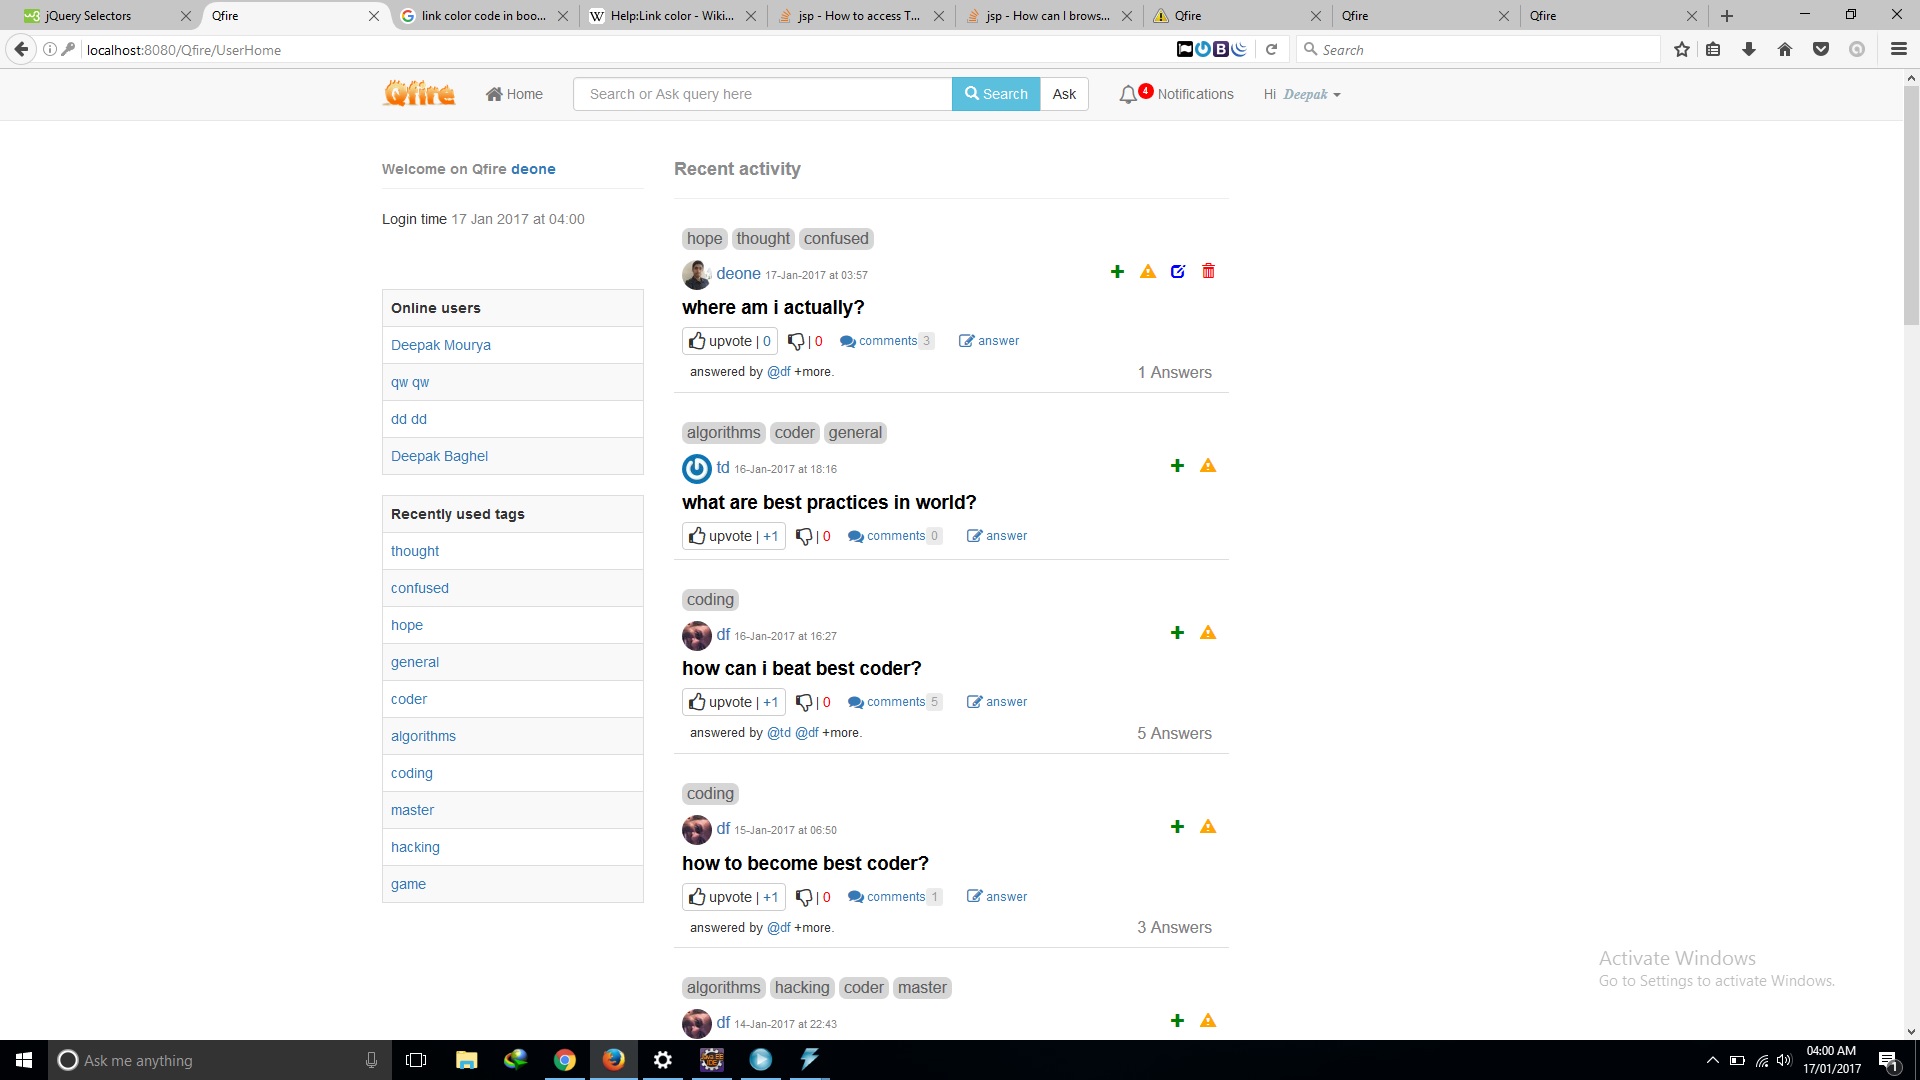 jQuery Selectors
Qfire
link color code in boo...
Help:Link color - Wiki...
jsp - How to access T...
jsp - How can I brows...
Qfire
Qfire
Qfire
localhost:8080/Qfire/UserHome
Search
Qfire
Home
Search or Ask query here
Search
Ask
4
Notifications
Hi Deepak
Welcome on Qfire deone
Login time 17 Jan 2017 at 04:00
Online users
Deepak Mourya
qw qw
dd dd
Deepak Baghel
Recently used tags
thought
confused
hope
general
coder
algorithms
coding
master
hacking
game
Recent activity
hope thought confused
deone 17-Jan-2017 at 03:57
where am i actually?
upvote | 0 | 0 comments 3 answer
answered by @df +more. 1 Answers
algorithms coder general
td 16-Jan-2017 at 18:16
what are best practices in world?
upvote | +1 | 0 comments 0 answer
coding
df 16-Jan-2017 at 16:27
how can i beat best coder?
upvote | +1 | 0 comments 5 answer
answered by @td @df +more. 5 Answers
coding
df 15-Jan-2017 at 06:50
how to become best coder?
upvote | +1 | 0 comments 1 answer
answered by @df +more. 3 Answers
algorithms hacking coder master
df 14-Jan-2017 at 22:43
Activate Windows
Go to Settings to activate Windows.
Ask me anything
04:00 AM
17/01/2017
1